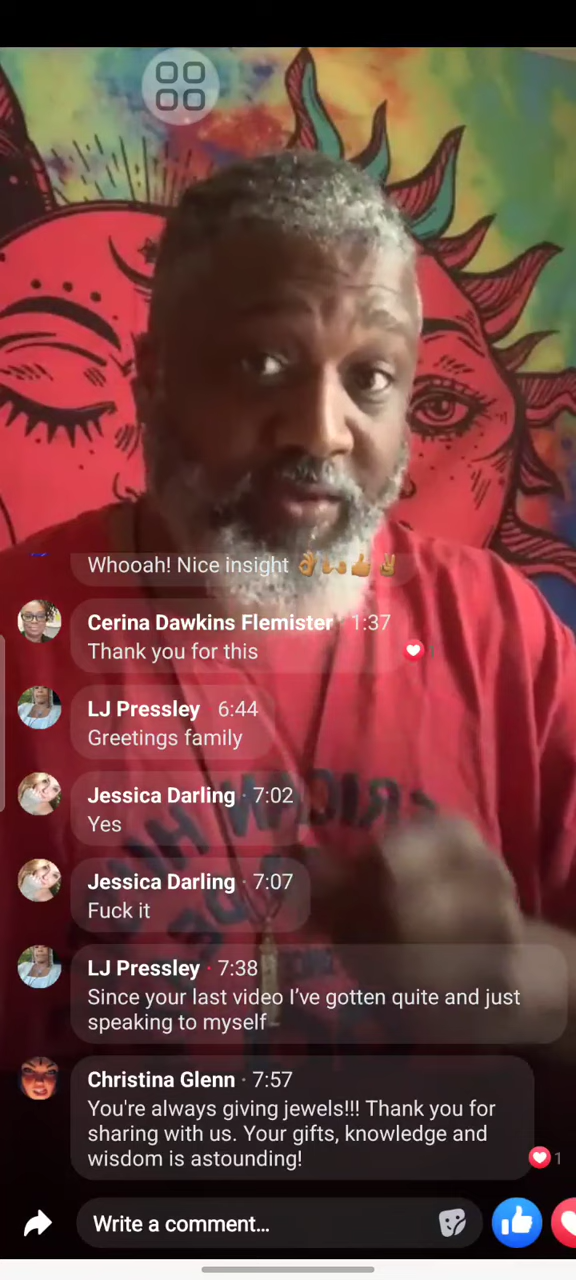 Whooah! Nice insight 👌🙌👍✌
Cerina Dawkins Flemister · 1:37
Thank you for this
LJ Pressley · 6:44
Greetings family
Jessica Darling · 7:02
Yes
Jessica Darling · 7:07
Fuck it
LJ Pressley · 7:38
Since your last video I've gotten quite and just
speaking to myself
Christina Glenn · 7:57
You're always giving jewels!!! Thank you for
sharing with us. Your gifts, knowledge and
wisdom is astounding!
1
Write a comment...